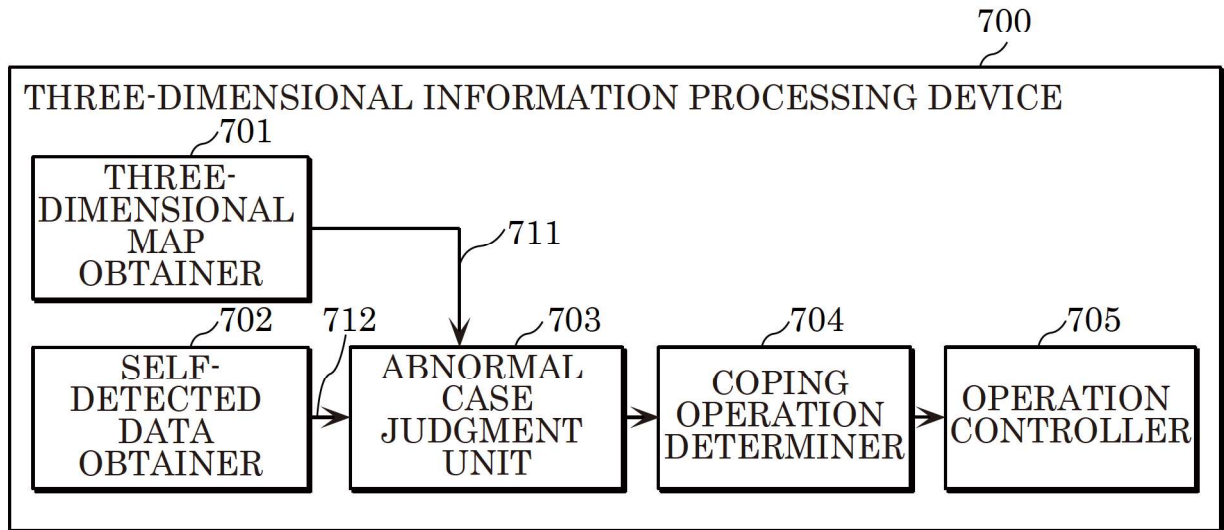 700
THREE-DIMENSIONAL INFORMATION PROCESSING DEVICE
701
THREE-
DIMENSIONAL
MAP
OBTAINER
711
702
SELF-
DETECTED
DATA
OBTAINER
712
703
ABNORMAL
CASE
JUDGMENT
UNIT
704
COPING
OPERATION
DETERMINER
705
OPERATION
CONTROLLER